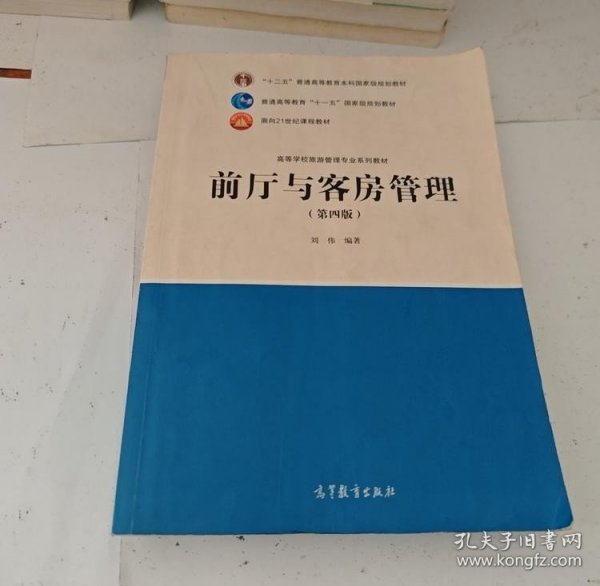 “十二五”普通高等教育本科国家级规划教材
普通高等教育“十一五”国家级规划教材
面向21世纪课程教材
高等学校旅游管理专业系列教材
前厅与客房管理
（第四版）
刘 伟 编著
高等教育出版社
孔夫子旧书网
www.kongfz.com